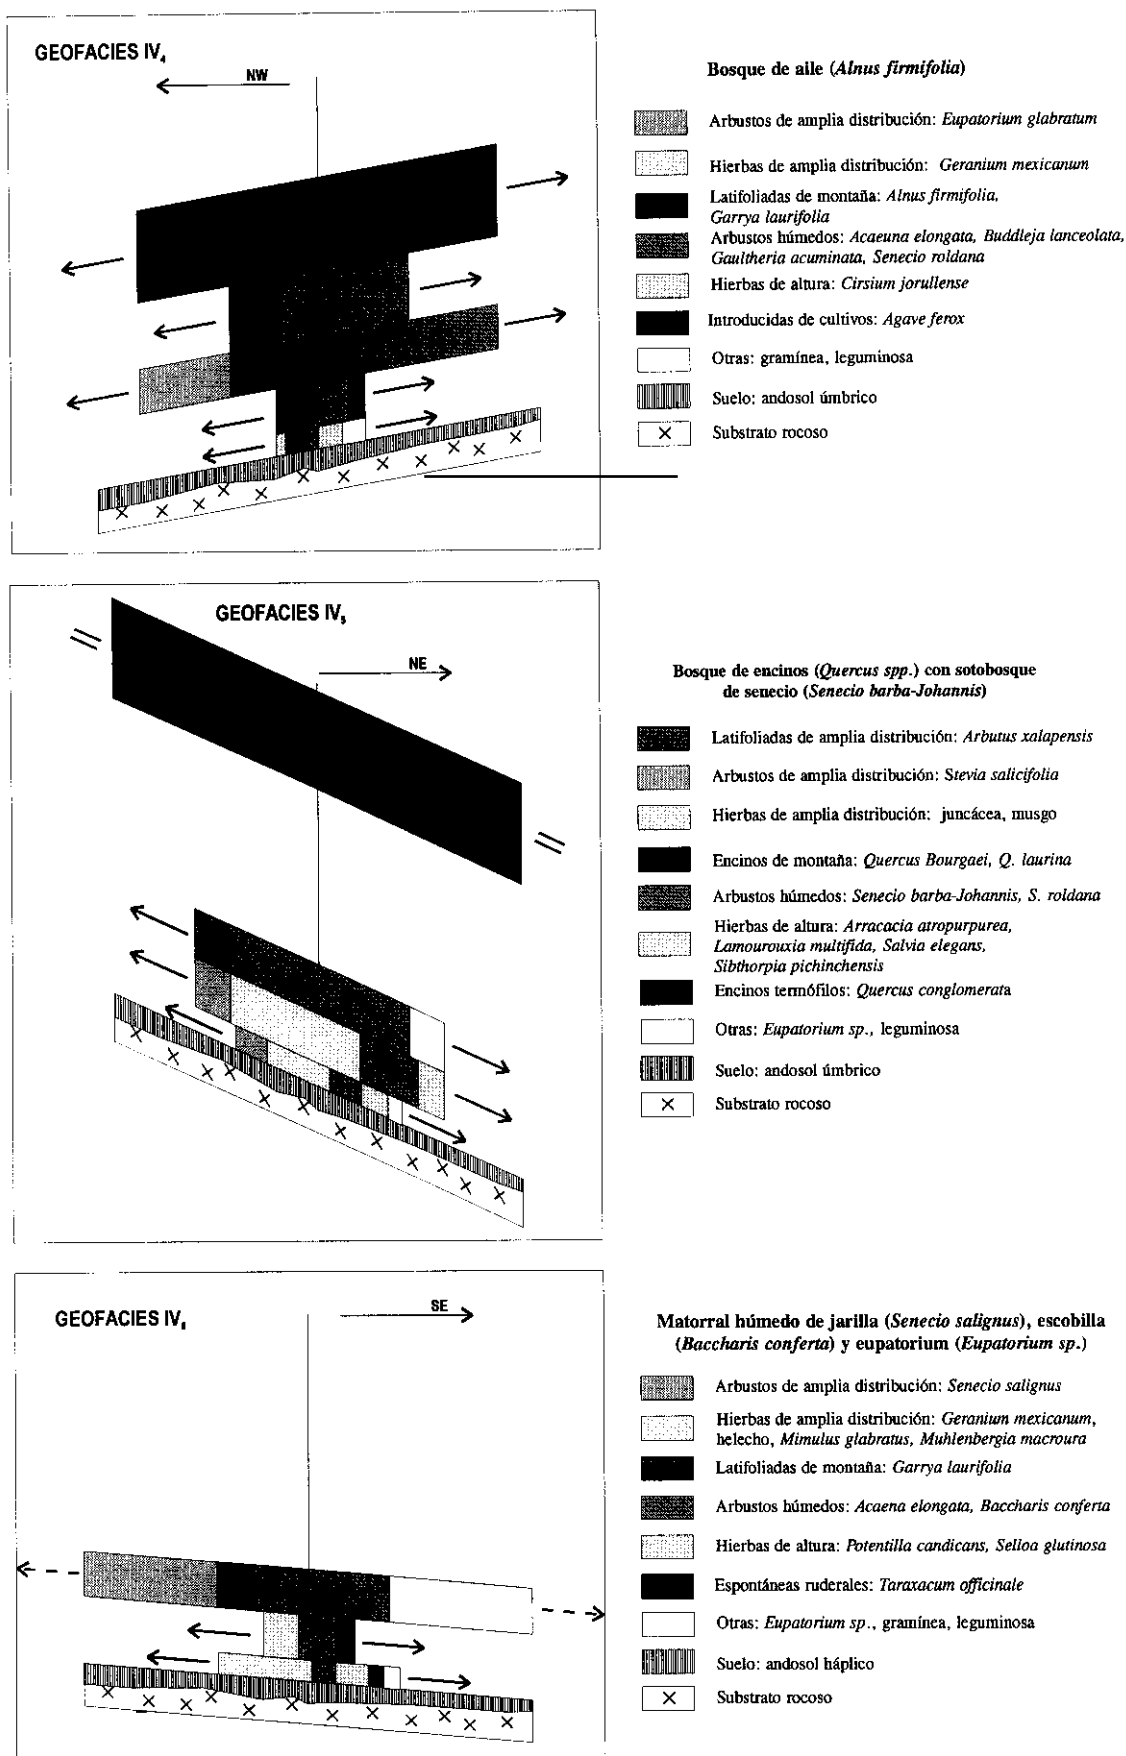 GEOFACIES IV₄
NW
Bosque de aile (Alnus firmifolia)
Arbustos de amplia distribución: Eupatorium glabratum
Hierbas de amplia distribución: Geranium mexicanum
Latifoliadas de montaña: Alnus firmifolia,
Garrya laurifolia
Arbustos húmedos: Acaeuna elongata, Buddleja lanceolata,
Gaultheria acuminata, Senecio roldana
Hierbas de altura: Cirsium jorullense
Introducidas de cultivos: Agave ferox
Otras: gramínea, leguminosa
Suelo: andosol úmbrico
Substrato rocoso
GEOFACIES IV₅
NE
Bosque de encinos (Quercus spp.) con sotobosque
de senecio (Senecio barba-Johannis)
Latifoliadas de amplia distribución: Arbutus xalapensis
Arbustos de amplia distribución: Stevia salicifolia
Hierbas de amplia distribución: juncácea, musgo
Encinos de montaña: Quercus Bourgaei, Q. laurina
Arbustos húmedos: Senecio barba-Johannis, S. roldana
Hierbas de altura: Arracacia atropurpurea,
Lamourouxia multifida, Salvia elegans,
Sibthorpia pichinchensis
Encinos termófilos: Quercus conglomerata
Otras: Eupatorium sp., leguminosa
Suelo: andosol úmbrico
Substrato rocoso
GEOFACIES IV₆
SE
Matorral húmedo de jarilla (Senecio salignus), escobilla
(Baccharis conferta) y eupatorium (Eupatorium sp.)
Arbustos de amplia distribución: Senecio salignus
Hierbas de amplia distribución: Geranium mexicanum,
helecho, Mimulus glabratus, Muhlenbergia macroura
Latifoliadas de montaña: Garrya laurifolia
Arbustos húmedos: Acaena elongata, Baccharis conferta
Hierbas de altura: Potentilla candicans, Selloa glutinosa
Espontáneas ruderales: Taraxacum officinale
Otras: Eupatorium sp., gramínea, leguminosa
Suelo: andosol háplico
Substrato rocoso